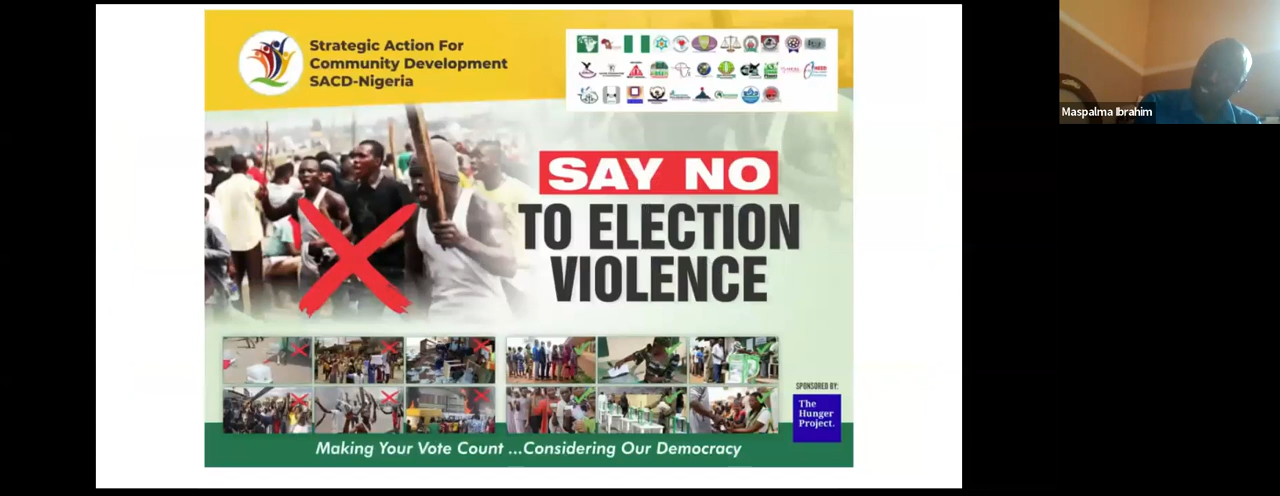 Strategic Action For
Community Development
SACD-Nigeria
SAY NO
TO ELECTION
VIOLENCE
SPONSORED BY:
The
Hunger
Project.
Making Your Vote Count ...Considering Our Democracy
Maspalma Ibrahim